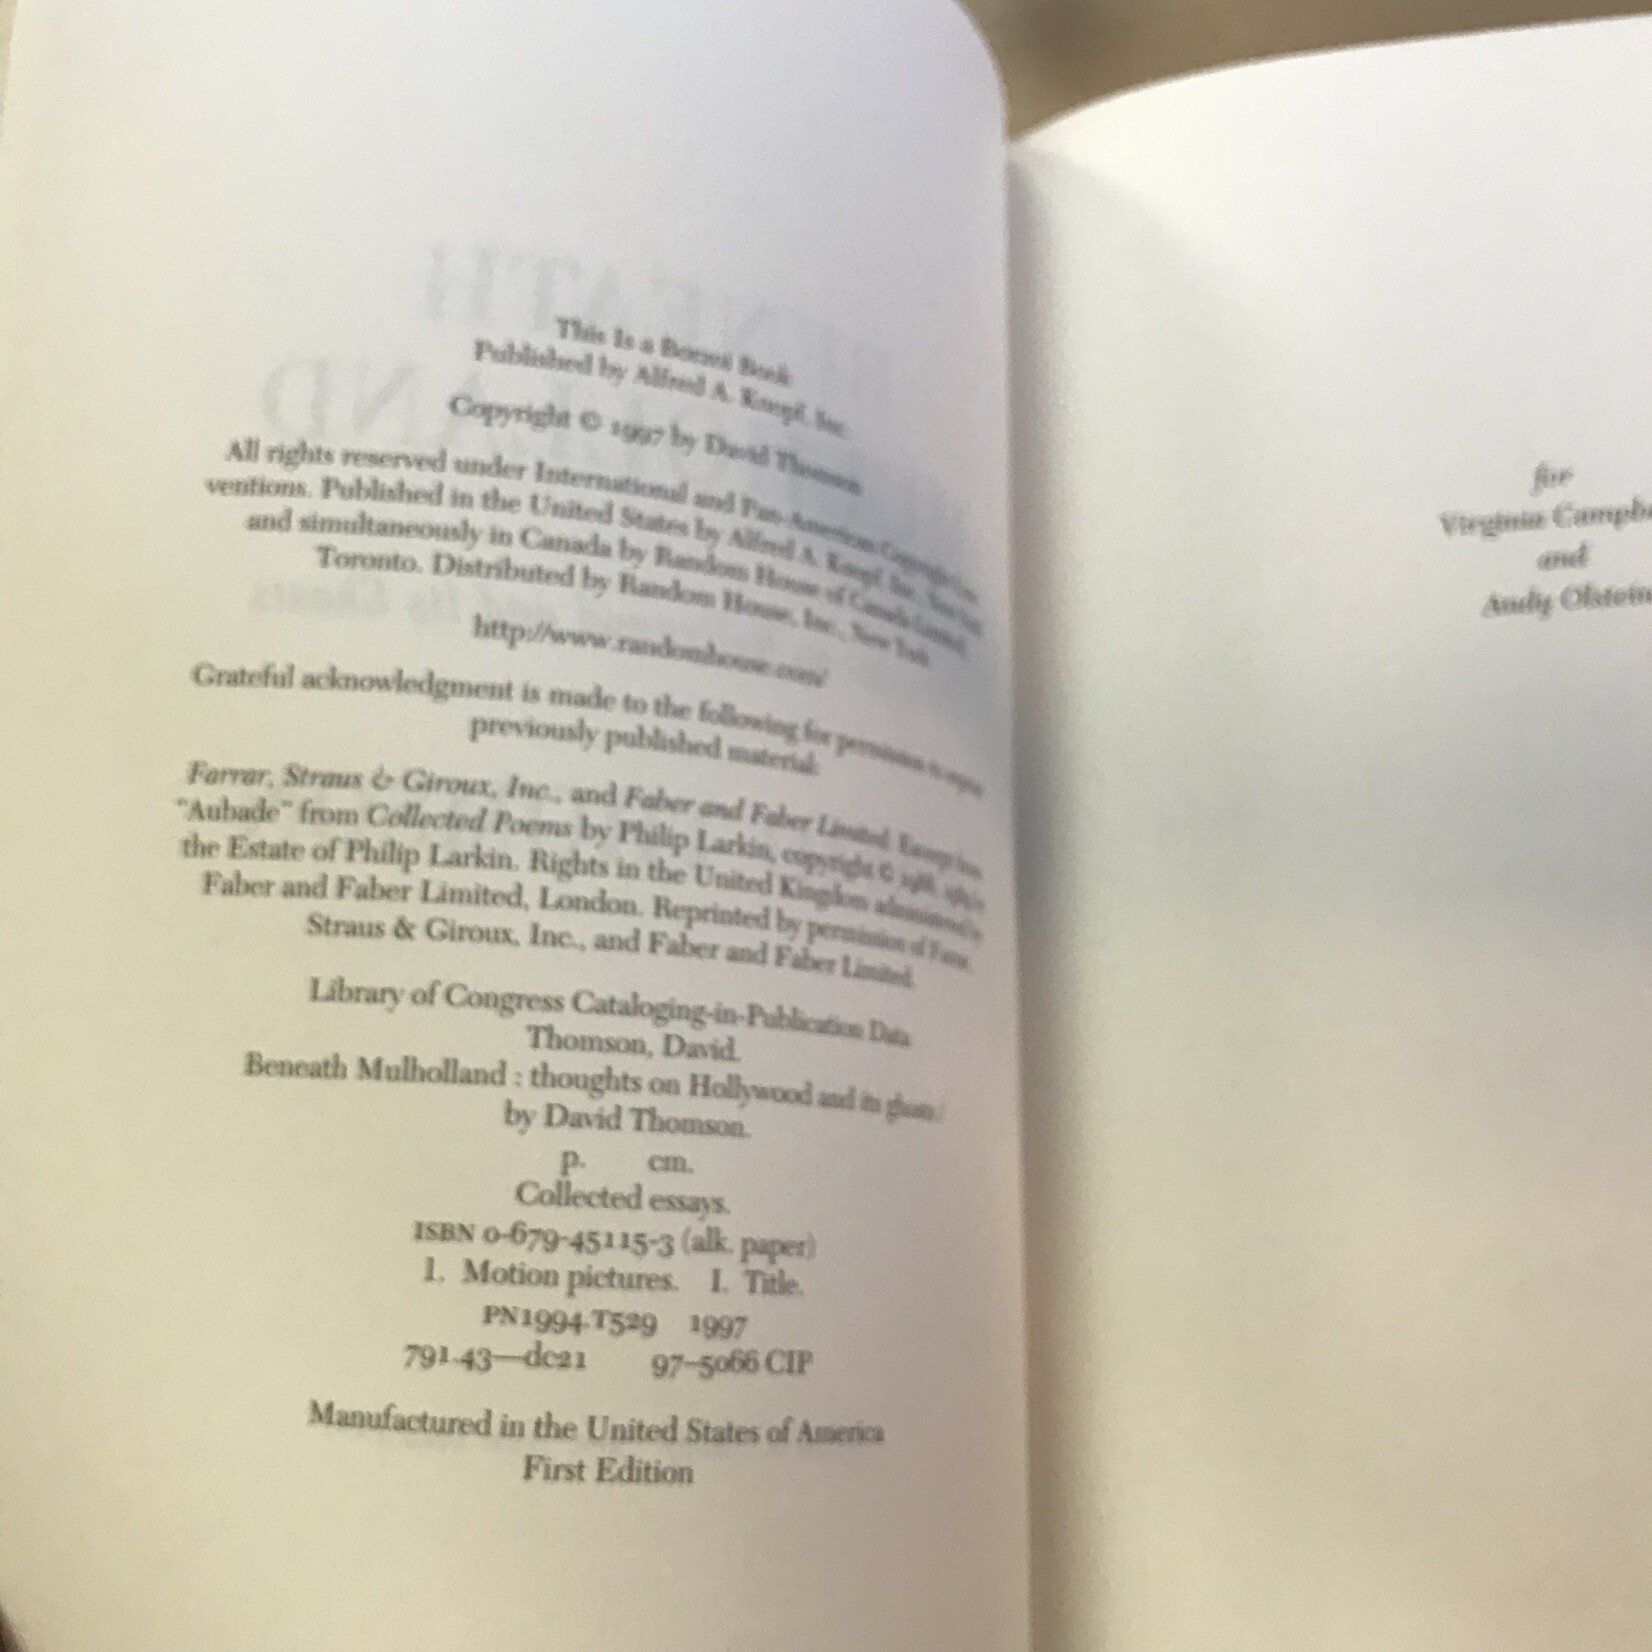 This Is a Borzoi Book
Published by Alfred A. Knopf, Inc.
Copyright © 1997 by David Thomson
All rights reserved under International and Pan-American Copyright Con-
ventions. Published in the United States by Alfred A. Knopf, Inc., New York,
and simultaneously in Canada by Random House of Canada Limited,
Toronto. Distributed by Random House, Inc., New York
http://www.randomhouse.com/
Grateful acknowledgment is made to the following for permission to reprint
previously published material:
Farrar, Straus & Giroux, Inc., and Faber and Faber Limited: Excerpt from
"Aubade" from Collected Poems by Philip Larkin, copyright ©
the Estate of Philip Larkin. Rights in the United Kingdom administered by
Faber and Faber Limited, London. Reprinted by permission of Farrar,
Straus & Giroux, Inc., and Faber and Faber Limited.
Library of Congress Cataloging-in-Publication Data
Thomson, David.
Beneath Mulholland : thoughts on Hollywood and its ghosts /
by David Thomson.
p. cm.
Collected essays.
ISBN 0-679-45115-3 (alk. paper)
1. Motion pictures. I. Title.
PN1994.T529 1997
791.43—dc21 97-5066 CIP
Manufactured in the United States of America
First Edition
for
Virginia Campbe
and
Andy Olstein